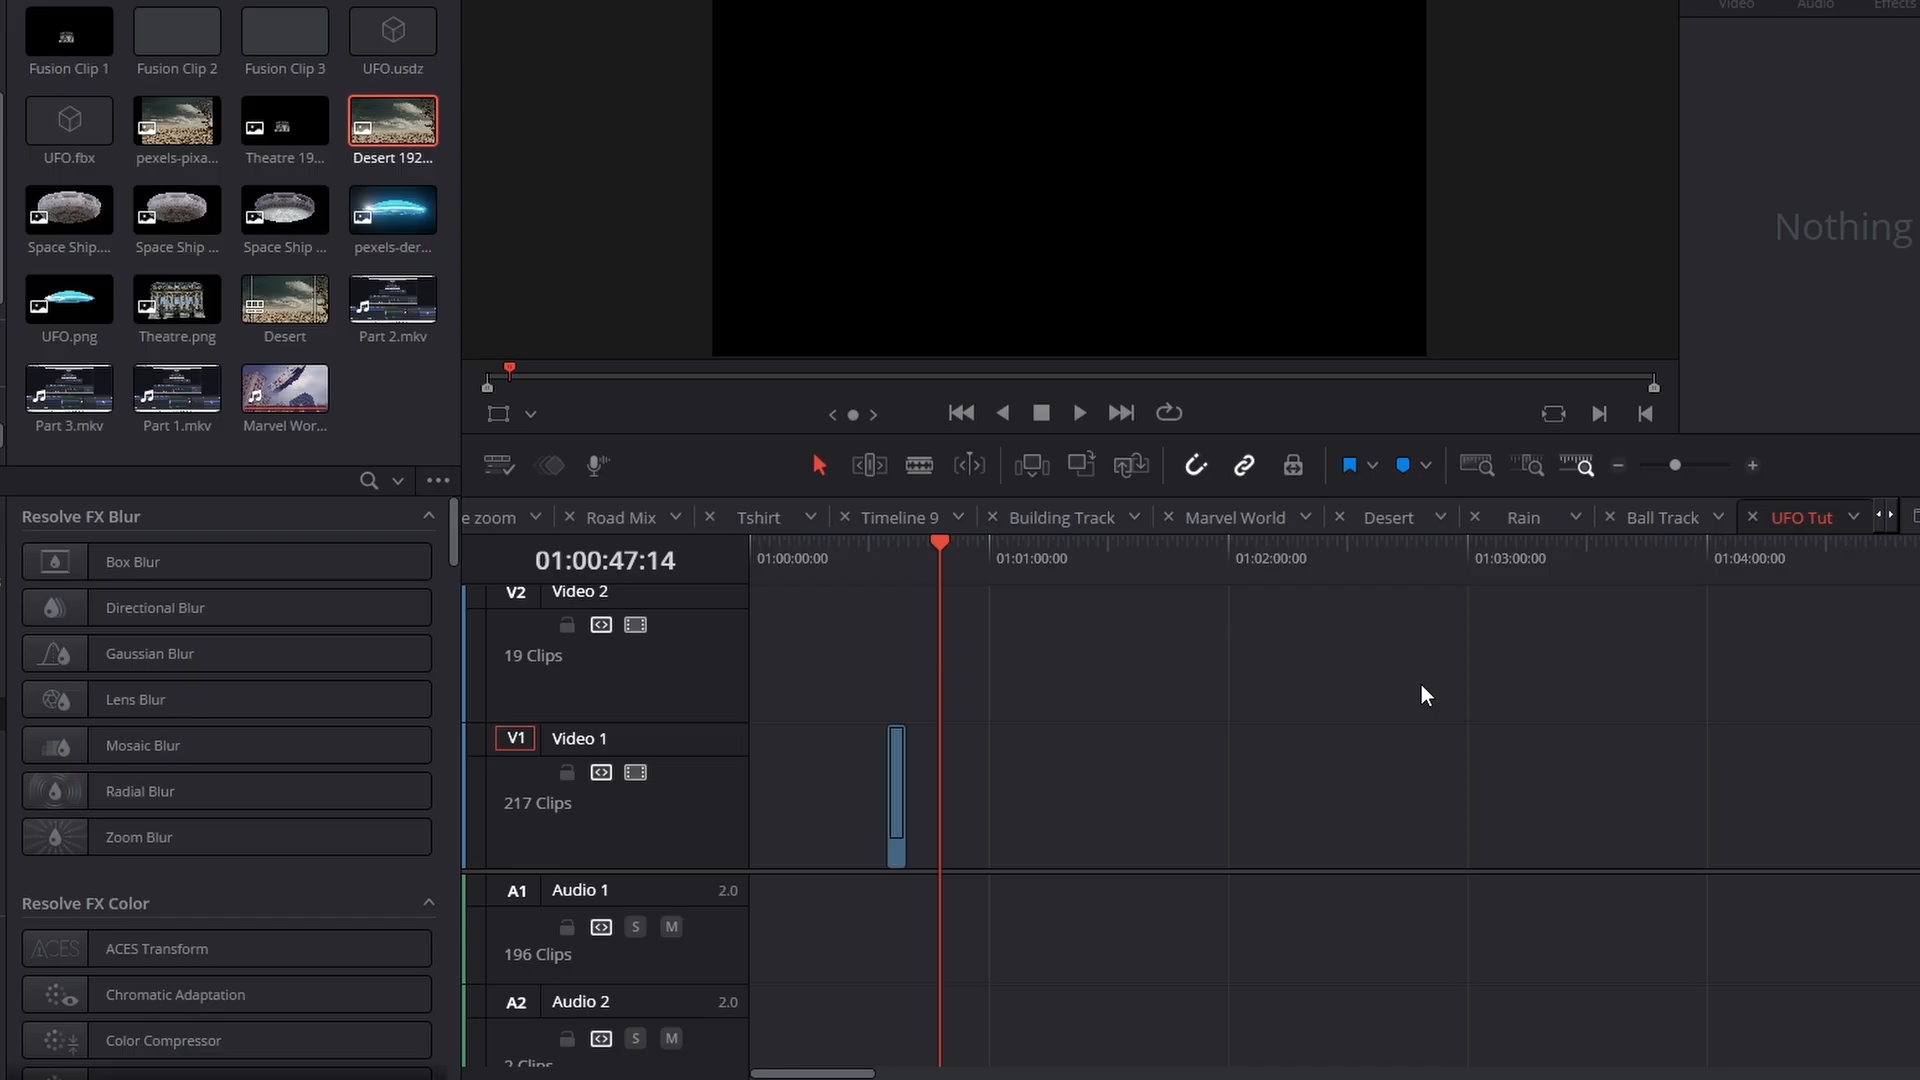 Video Audio Effects
Fusion Clip 1 Fusion Clip 2 Fusion Clip 3 UFO.usdz
UFO.fbx pexels-pixa... Theatre 19... Desert 192...
Space Ship.... Space Ship ... Space Ship ... pexels-der...
UFO.png Theatre.png Desert Part 2.mkv
Part 3.mkv Part 1.mkv Marvel Wor...
Nothing
Resolve FX Blur
Box Blur
Directional Blur
Gaussian Blur
Lens Blur
Mosaic Blur
Radial Blur
Zoom Blur
Resolve FX Color
ACES ACES Transform
Chromatic Adaptation
Color Compressor
e zoom Road Mix Tshirt Timeline 9 Building Track Marvel World Desert Rain Ball Track UFO Tut
01:00:47:14 01:00:00:00 01:01:00:00 01:02:00:00 01:03:00:00 01:04:00:00
V2 Video 2
19 Clips
V1 Video 1
217 Clips
A1 Audio 1 2.0
S M
196 Clips
A2 Audio 2 2.0
S M
2 Clips